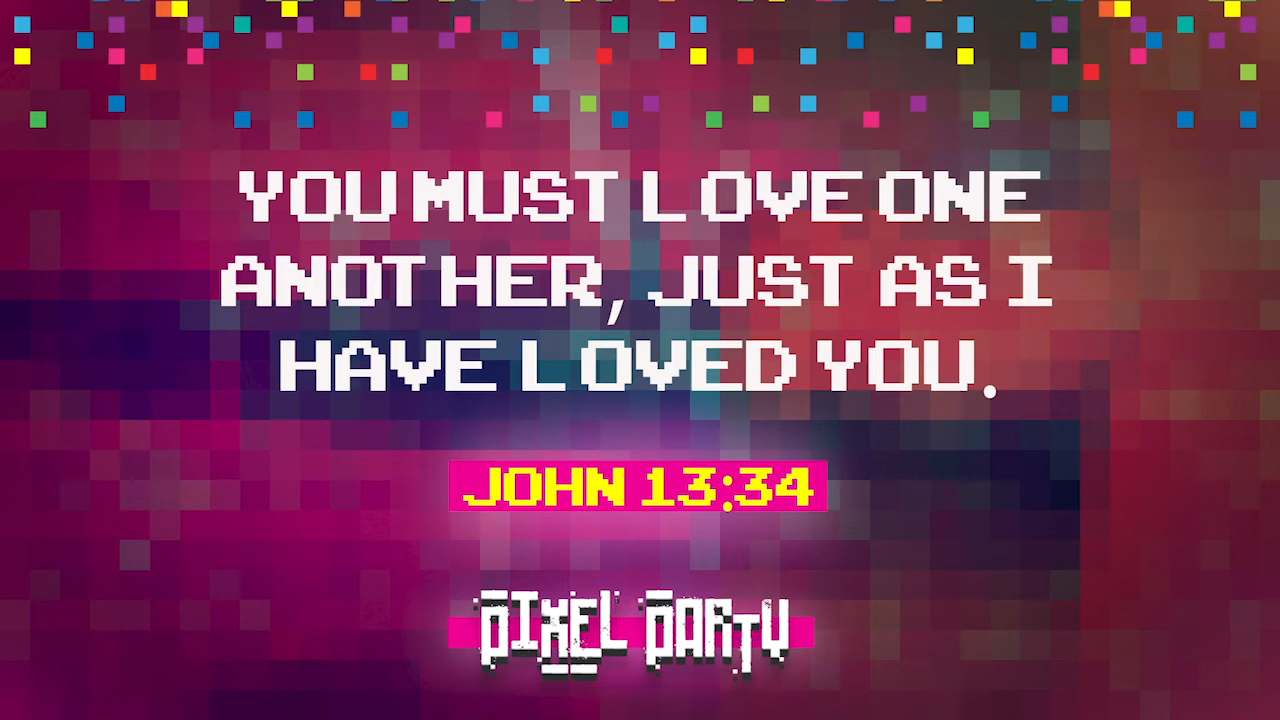 YOU MUST LOVE ONE
ANOTHER, JUST AS I
HAVE LOVED YOU.
JOHN 13:34
PIXEL PARTY